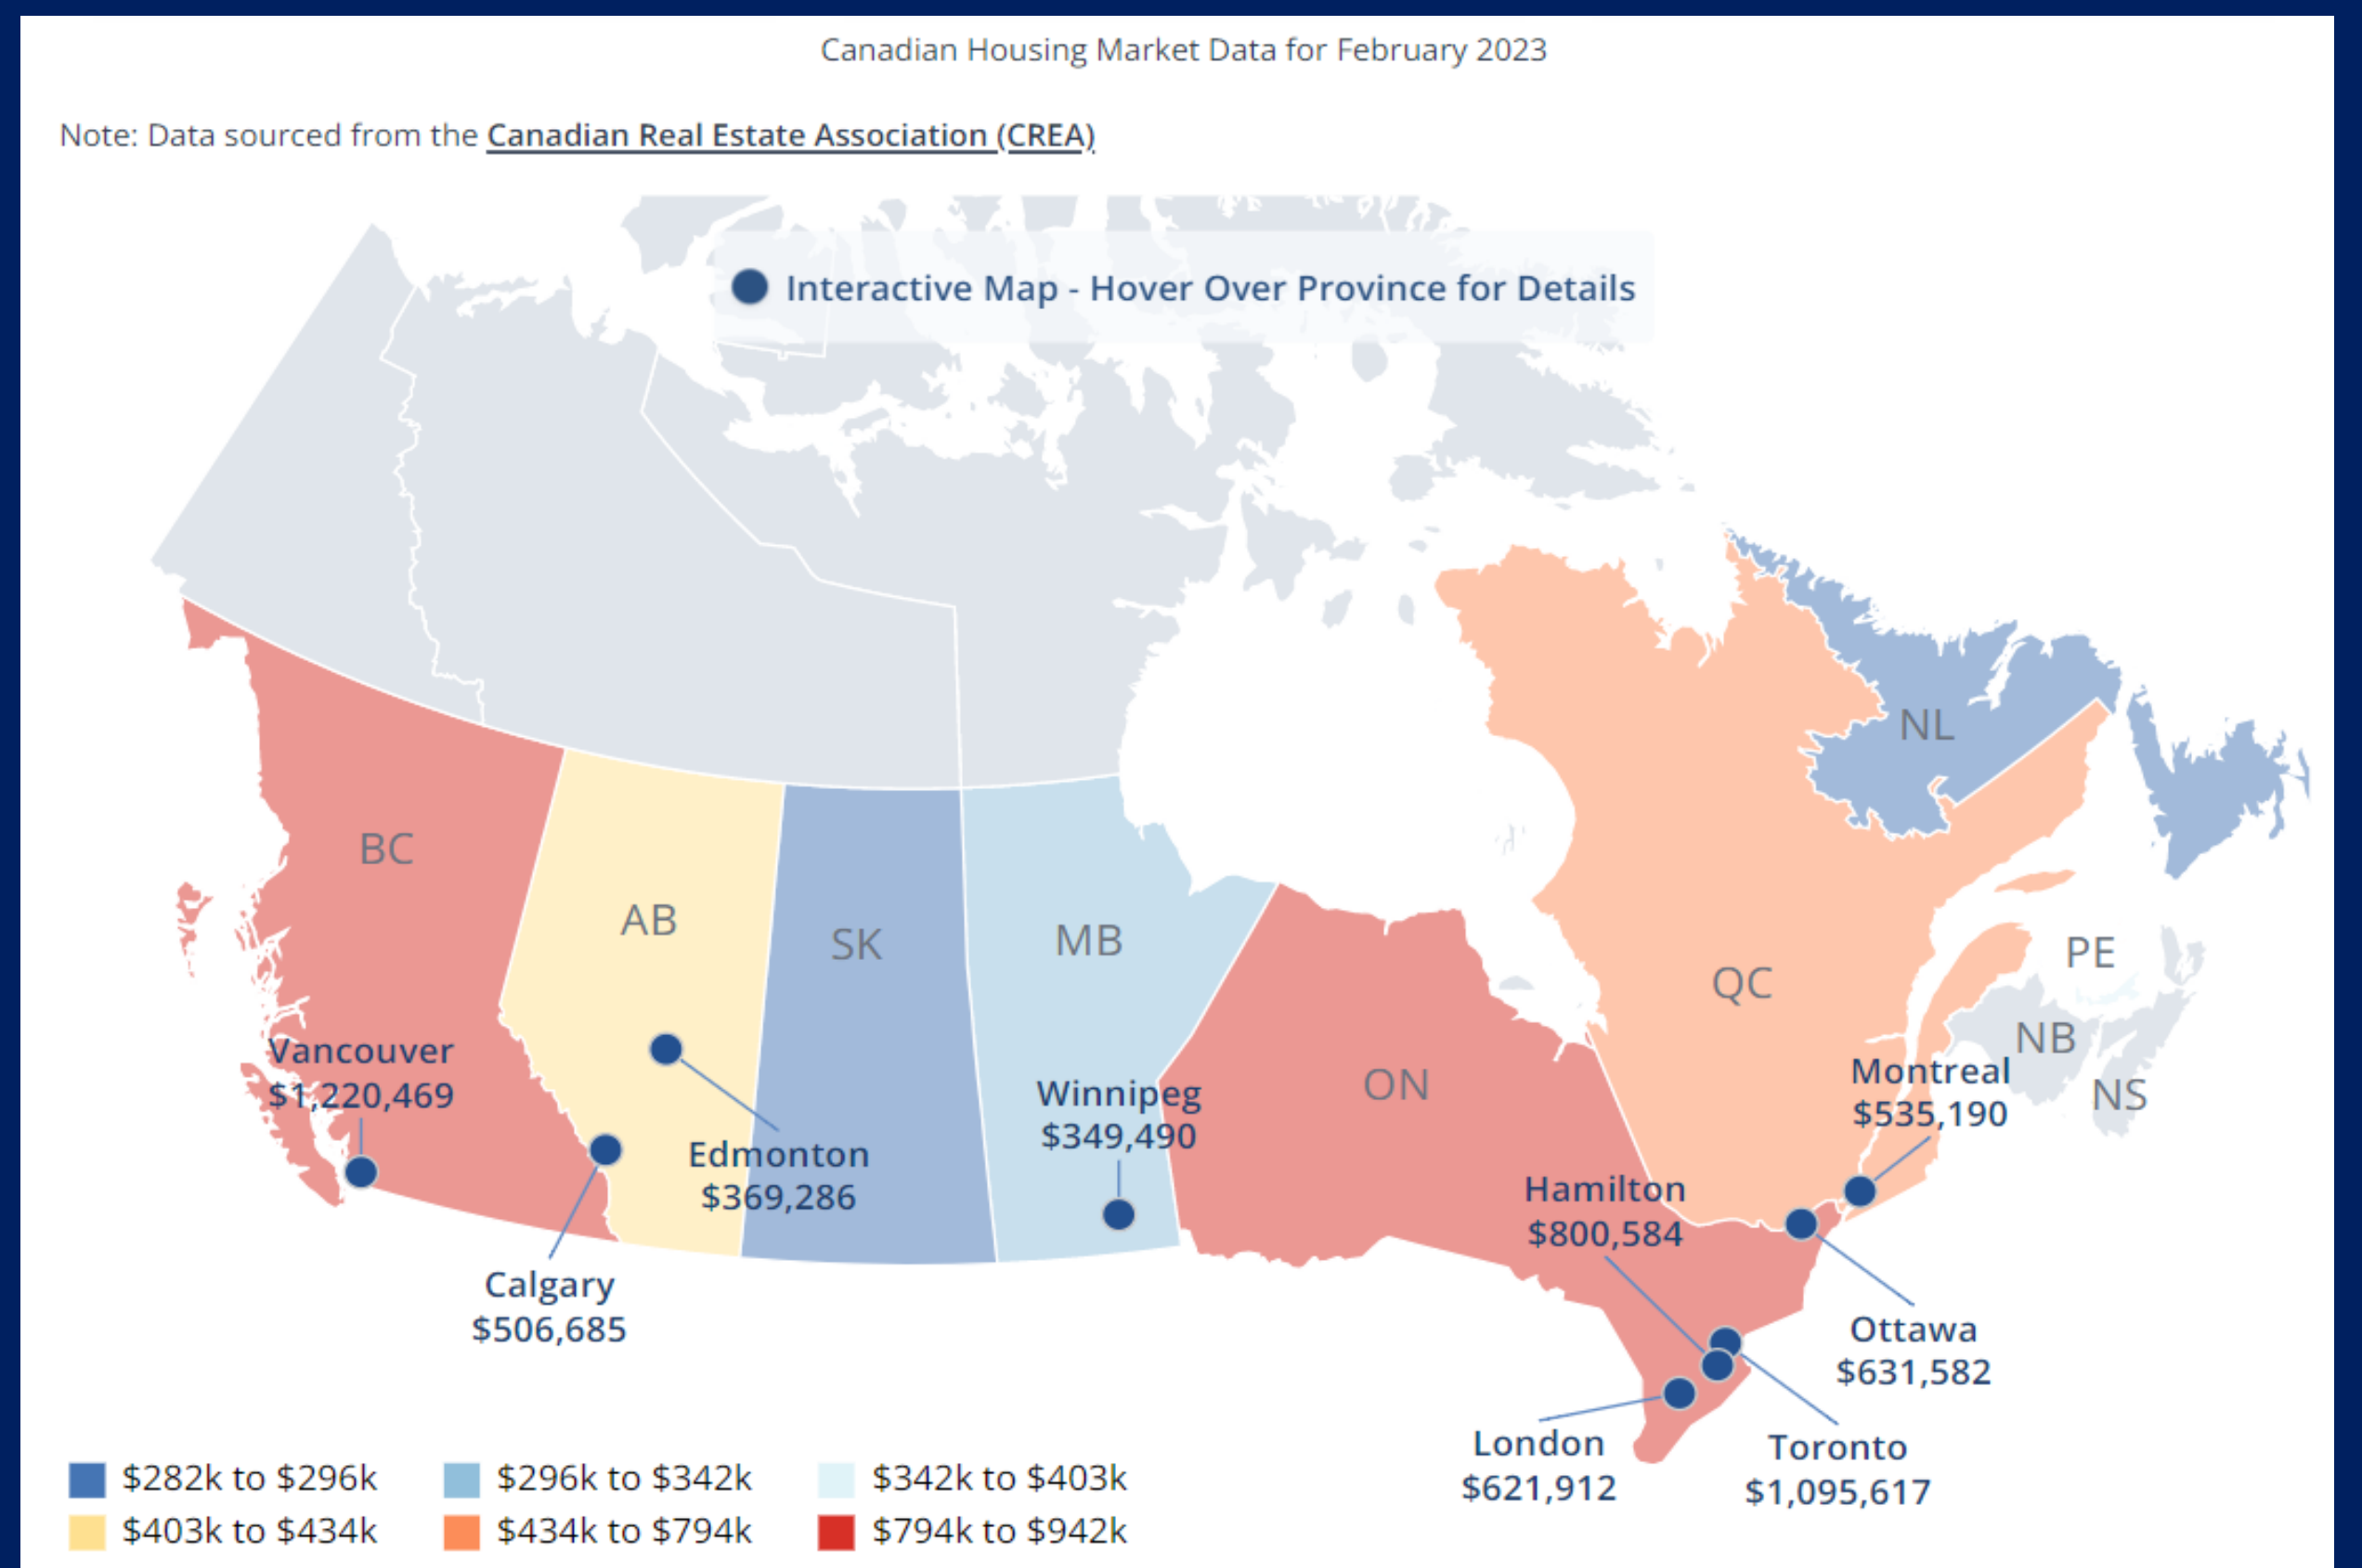 Canadian Housing Market Data for February 2023
Note: Data sourced from the Canadian Real Estate Association (CREA)
Interactive Map - Hover Over Province for Details
NL
BC
AB
SK
MB
PE
QC
NB
ON
NS
Vancouver
$1,220,469
Edmonton
$369,286
Winnipeg
$349,490
Montreal
$535,190
Hamilton
$800,584
Calgary
$506,685
Ottawa
$631,582
London
$621,912
Toronto
$1,095,617
$282k to $296k
$296k to $342k
$342k to $403k
$403k to $434k
$434k to $794k
$794k to $942k